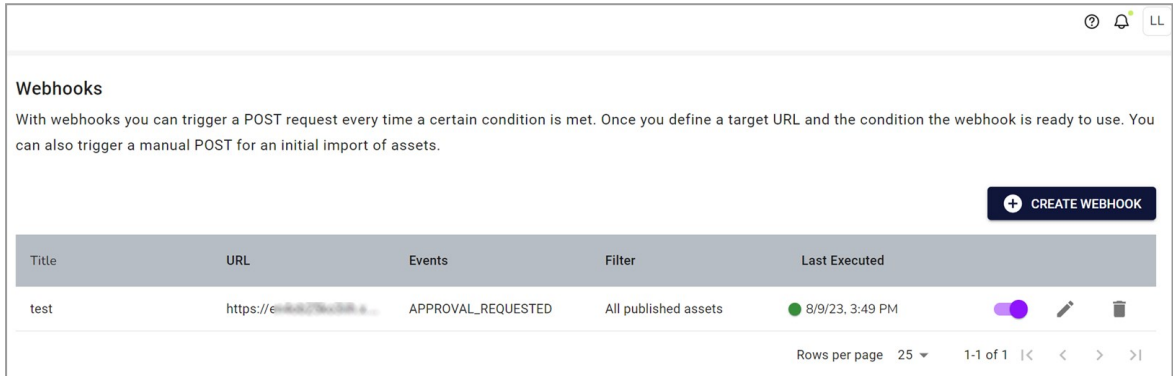 LL
Webhooks
With webhooks you can trigger a POST request every time a certain condition is met. Once you define a target URL and the condition the webhook is ready to use. You
can also trigger a manual POST for an initial import of assets.
CREATE WEBHOOK
Title URL Events Filter Last Executed
test https://e ... APPROVAL_REQUESTED All published assets 8/9/23, 3:49 PM
Rows per page 25 1-1 of 1